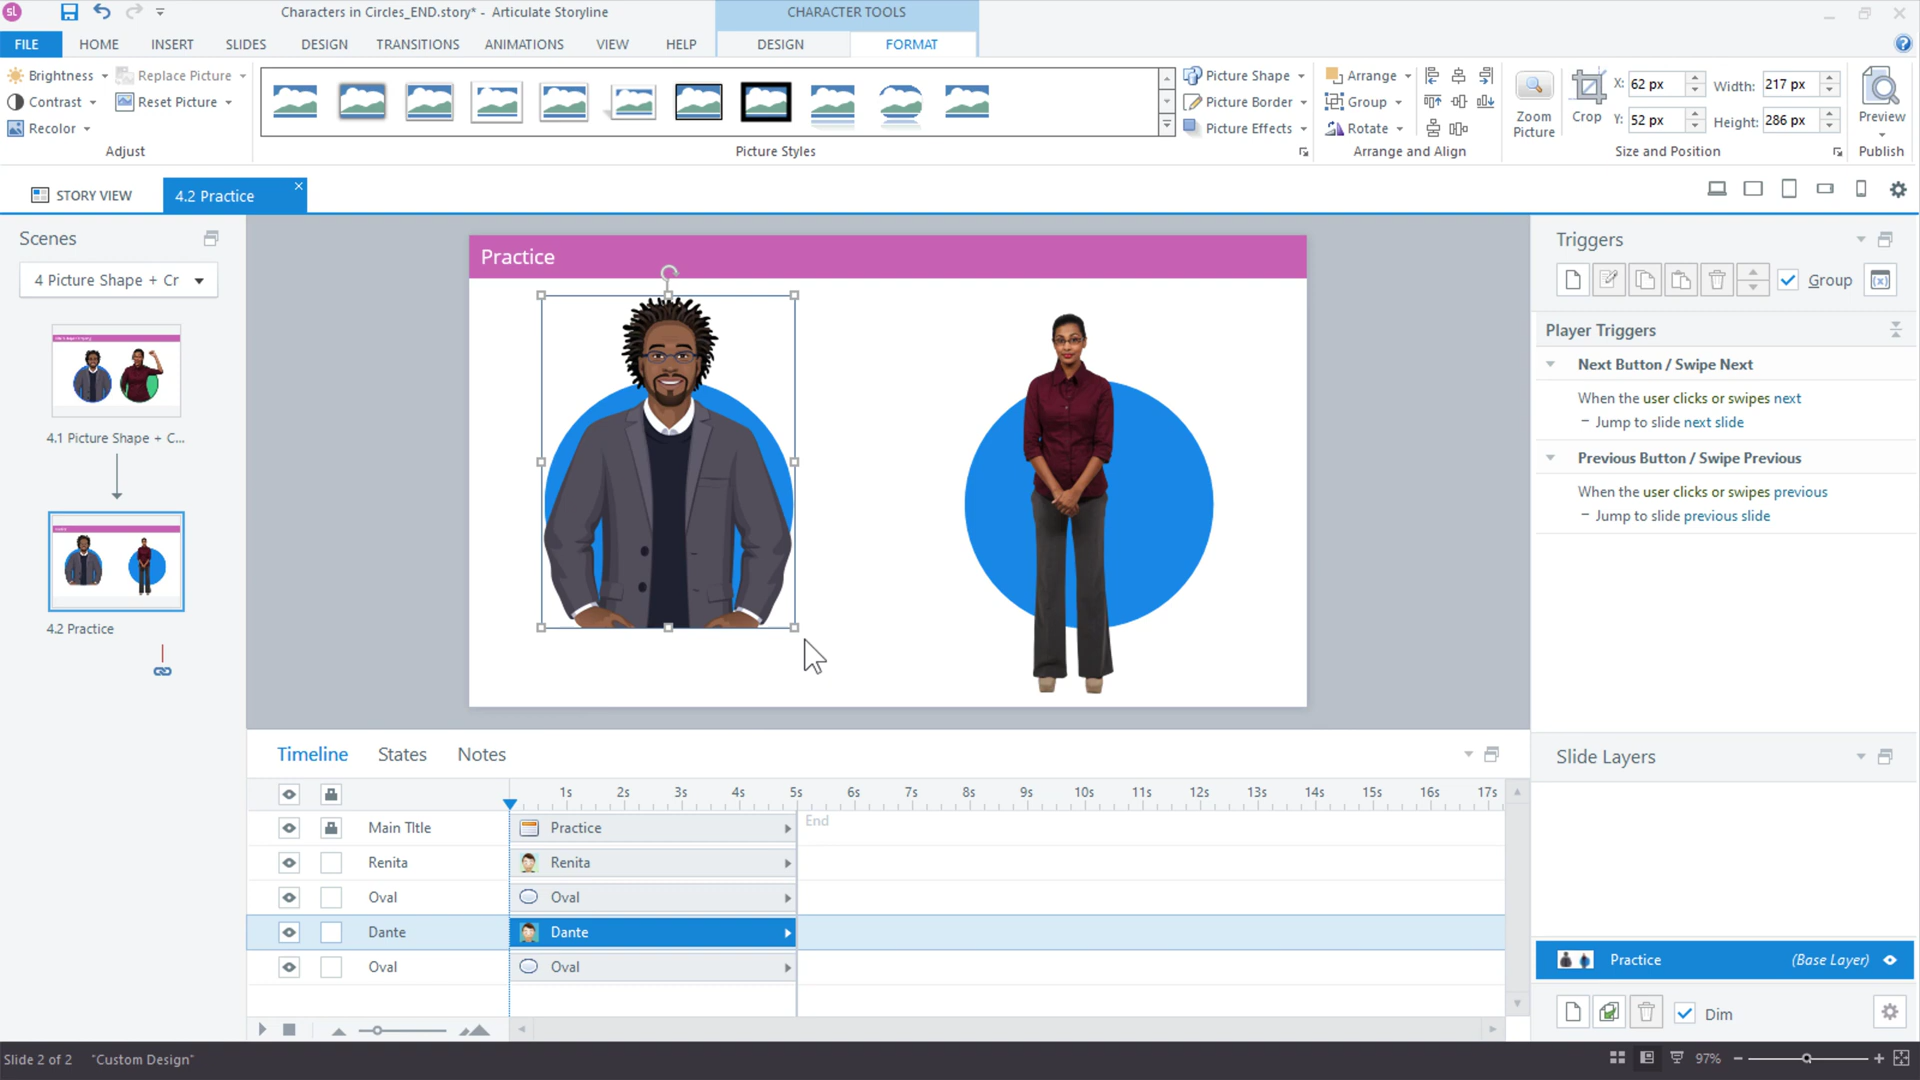 sl
Characters in Circles_END.story* - Articulate Storyline
CHARACTER TOOLS
FILE
HOME
INSERT
SLIDES
DESIGN
TRANSITIONS
ANIMATIONS
VIEW
HELP
DESIGN
FORMAT
Brightness
Replace Picture
Contrast
Reset Picture
Recolor
Adjust
Picture Styles
Picture Shape
Picture Border
Picture Effects
Arrange
Group
Rotate
Arrange and Align
Zoom
Picture
Crop
X: 62 px
Width: 217 px
Y: 52 px
Height: 286 px
Size and Position
Preview
Publish
STORY VIEW
4.2 Practice
Scenes
4 Picture Shape + Cr
4.1 Picture Shape + C...
4.2 Practice
Practice
Triggers
Group
(x)
Player Triggers
Next Button / Swipe Next
When the user clicks or swipes next
– Jump to slide next slide
Previous Button / Swipe Previous
When the user clicks or swipes previous
– Jump to slide previous slide
Timeline
States
Notes
1s 2s 3s 4s 5s 6s 7s 8s 9s 10s 11s 12s 13s 14s 15s 16s 17s
Main TItle
Practice
End
Renita
Renita
Oval
Oval
Dante
Dante
Oval
Oval
Slide Layers
Practice
(Base Layer)
Dim
Slide 2 of 2
"Custom Design"
97%